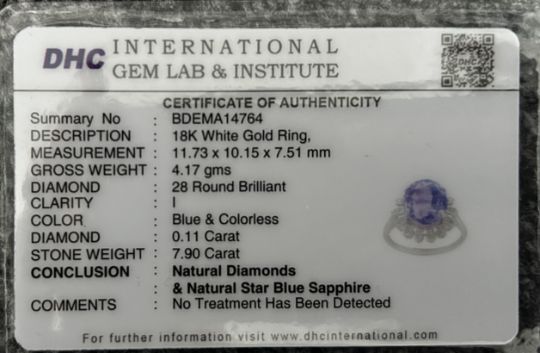 DHC INTERNATIONAL
GEM LAB & INSTITUTE
CERTIFICATE OF AUTHENTICITY
Summary No : BDEMA14764
DESCRIPTION : 18K White Gold Ring,
MEASUREMENT : 11.73 x 10.15 x 7.51 mm
GROSS WEIGHT : 4.17 gms
DIAMOND : 28 Round Brilliant
CLARITY : I
COLOR : Blue & Colorless
DIAMOND : 0.11 Carat
STONE WEIGHT : 7.90 Carat
CONCLUSION : Natural Diamonds
& Natural Star Blue Sapphire
COMMENTS : No Treatment Has Been Detected
For further information visit www.dhcinternational.com